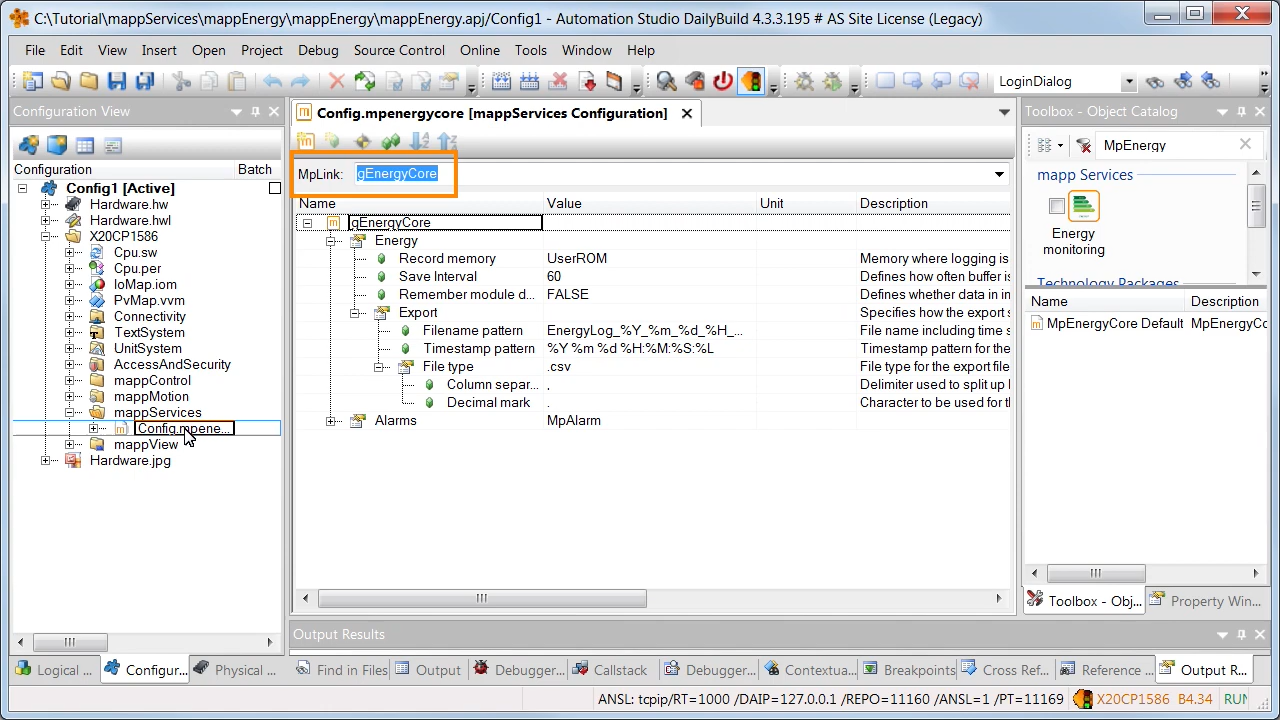 C:\Tutorial\mappServices\mappEnergy\mappEnergy\mappEnergy.apj/Config1 - Automation Studio DailyBuild 4.3.3.195 # AS Site License (Legacy)
File Edit View Insert Open Project Debug Source Control Online Tools Window Help
LoginDialog
Configuration View
Configuration Batch
Config1 [Active]
Hardware.hw
Hardware.hwl
X20CP1586
Cpu.sw
Cpu.per
IoMap.iom
PvMap.vvm
Connectivity
TextSystem
UnitSystem
AccessAndSecurity
mappControl
mappMotion
mappServices
Config.mpene...
mappView
Hardware.jpg
Config.mpenergycore [mappServices Configuration]
MpLink: gEnergyCore
Name Value Unit Description
gEnergyCore
Energy
Record memory UserROM Memory where logging is
Save Interval 60 Defines how often buffer is
Remember module d... FALSE Defines whether data in in
Export Specifies how the export s
Filename pattern EnergyLog_%Y_%m_%d_%H_... File name including time s
Timestamp pattern %Y %m %d %H:%M:%S:%L Timestamp pattern for the
File type .csv File type for the export file
Column separ... , Delimiter used to split up
Decimal mark . Character to be used for th
Alarms MpAlarm
Toolbox - Object Catalog
MpEnergy
mapp Services
Energy
monitoring
Technology Packages
Name Description
MpEnergyCore Default MpEnergyCo
Toolbox - Obj... Property Win...
Output Results
Logical ... Configur... Physical ... Find in Files Output Debugger... Callstack Debugger... Contextua... Breakpoints Cross Ref... Reference ... Output R...
ANSL: tcpip/RT=1000 /DAIP=127.0.0.1 /REPO=11160 /ANSL=1 /PT=11169 X20CP1586 B4.34 RUN